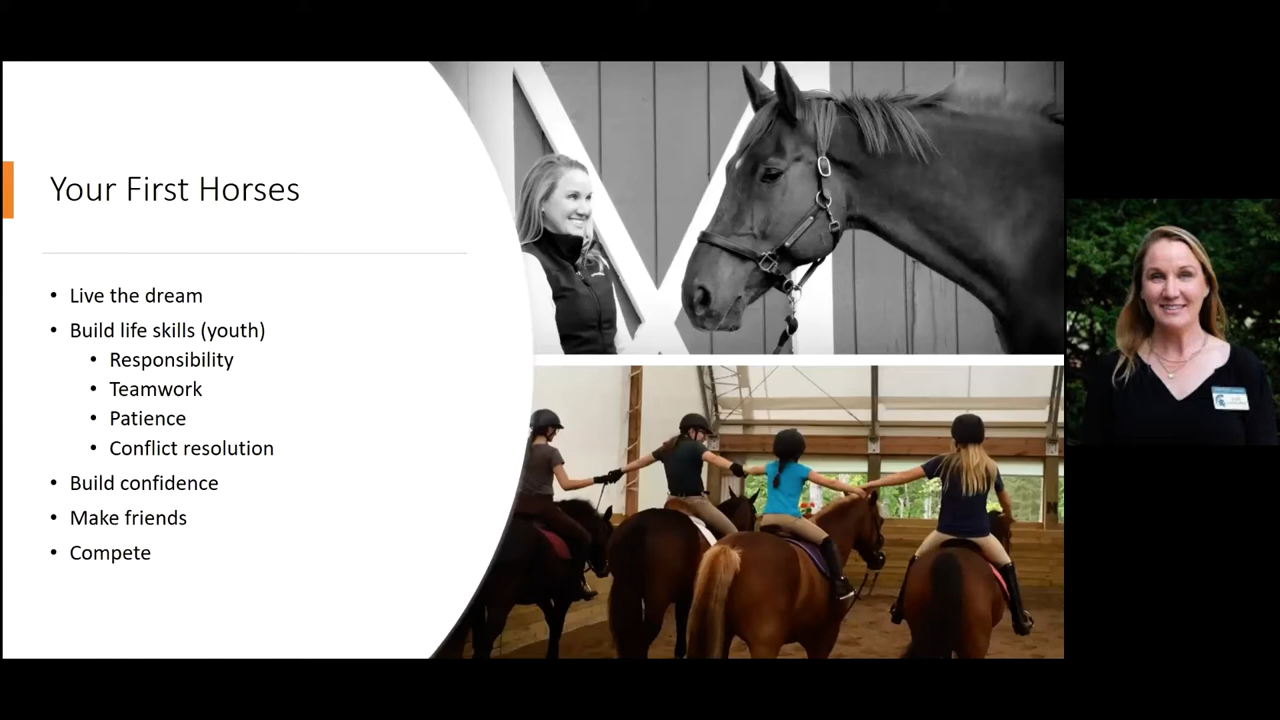 Your First Horses
• Live the dream
• Build life skills (youth)
• Responsibility
• Teamwork
• Patience
• Conflict resolution
• Build confidence
• Make friends
• Compete